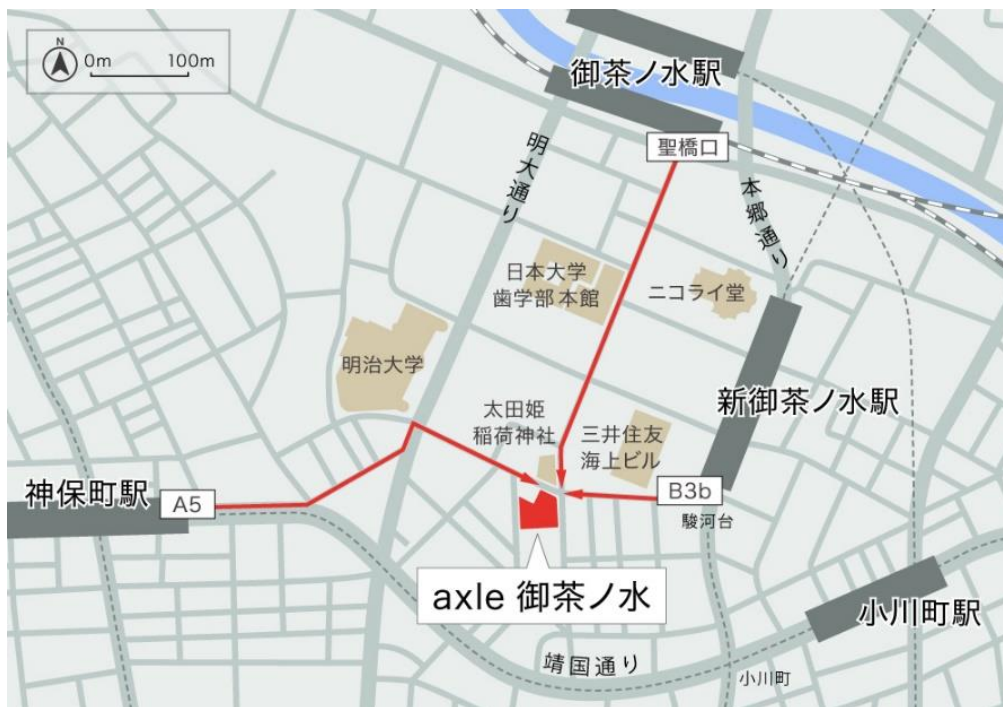 N
0m 100m
御茶ノ水駅
聖橋口
明大通り
本郷通り
日本大学
歯学部本館
ニコライ堂
明治大学
新御茶ノ水駅
太田姫
稲荷神社
三井住友
海上ビル
神保町駅
A5
B3b
駿河台
axle 御茶ノ水
小川町駅
靖国通り
小川町